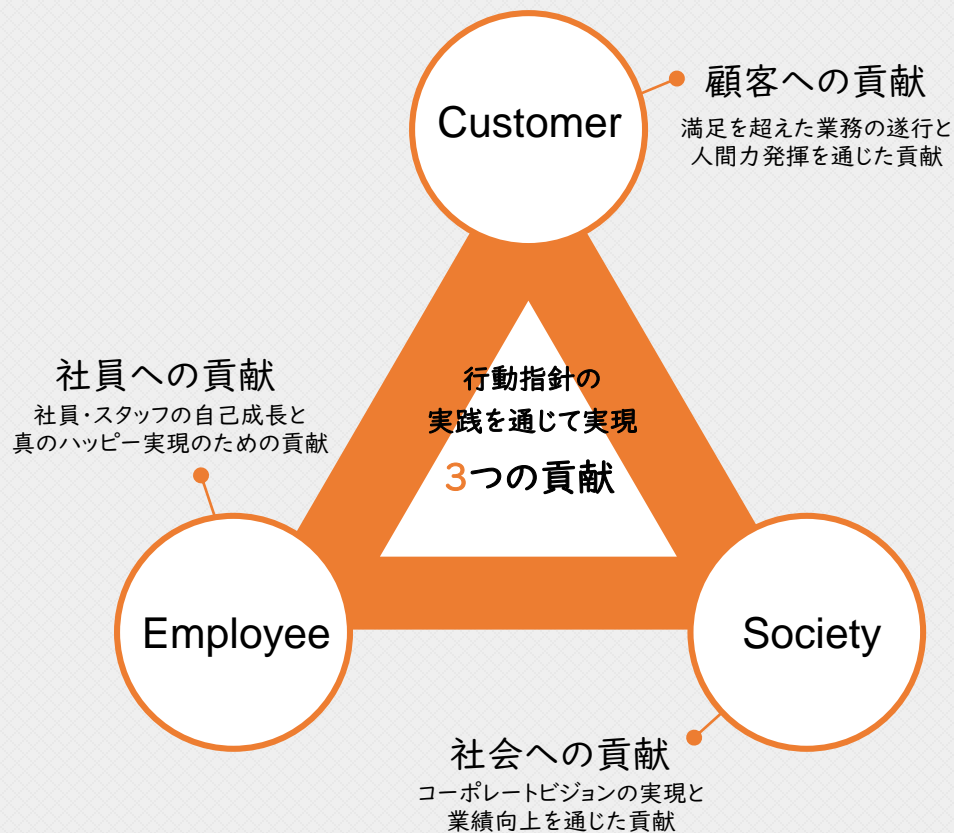 Customer
顧客への貢献
満足を超えた業務の遂行と
人間力発揮を通じた貢献
社員への貢献
社員・スタッフの自己成長と
真のハッピー実現のための貢献
行動指針の
実践を通じて実現
3つの貢献
Employee
Society
社会への貢献
コーポレートビジョンの実現と
業績向上を通じた貢献